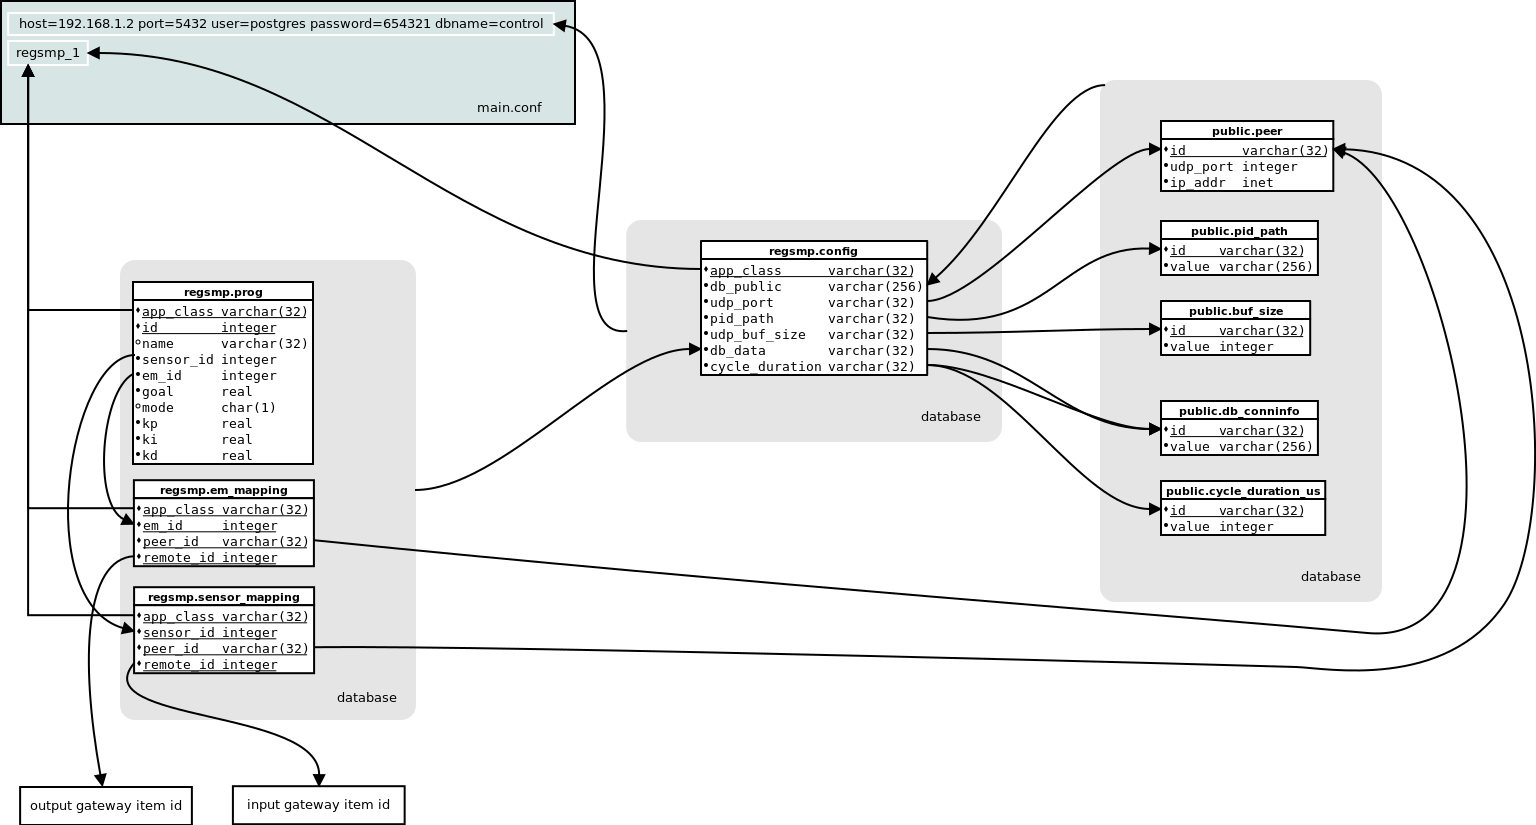 host=192.168.1.2 port=5432 user=postgres password=654321 dbname=control
regsmp_1
main.conf
regsmp.prog
app_class varchar(32)
id integer
name varchar(32)
sensor_id integer
em_id integer
goal real
mode char(1)
kp real
ki real
kd real
regsmp.em_mapping
app_class varchar(32)
em_id integer
peer_id varchar(32)
remote_id integer
regsmp.sensor_mapping
app_class varchar(32)
sensor_id integer
peer_id varchar(32)
remote_id integer
database
output gateway item id
input gateway item id
regsmp.config
app_class varchar(32)
db_public varchar(256)
udp_port varchar(32)
pid_path varchar(32)
udp_buf_size varchar(32)
db_data varchar(32)
cycle_duration varchar(32)
database
public.peer
id varchar(32)
udp_port integer
ip_addr inet
public.pid_path
id varchar(32)
value varchar(256)
public.buf_size
id varchar(32)
value integer
public.db_conninfo
id varchar(32)
value varchar(256)
public.cycle_duration_us
id varchar(32)
value integer
database